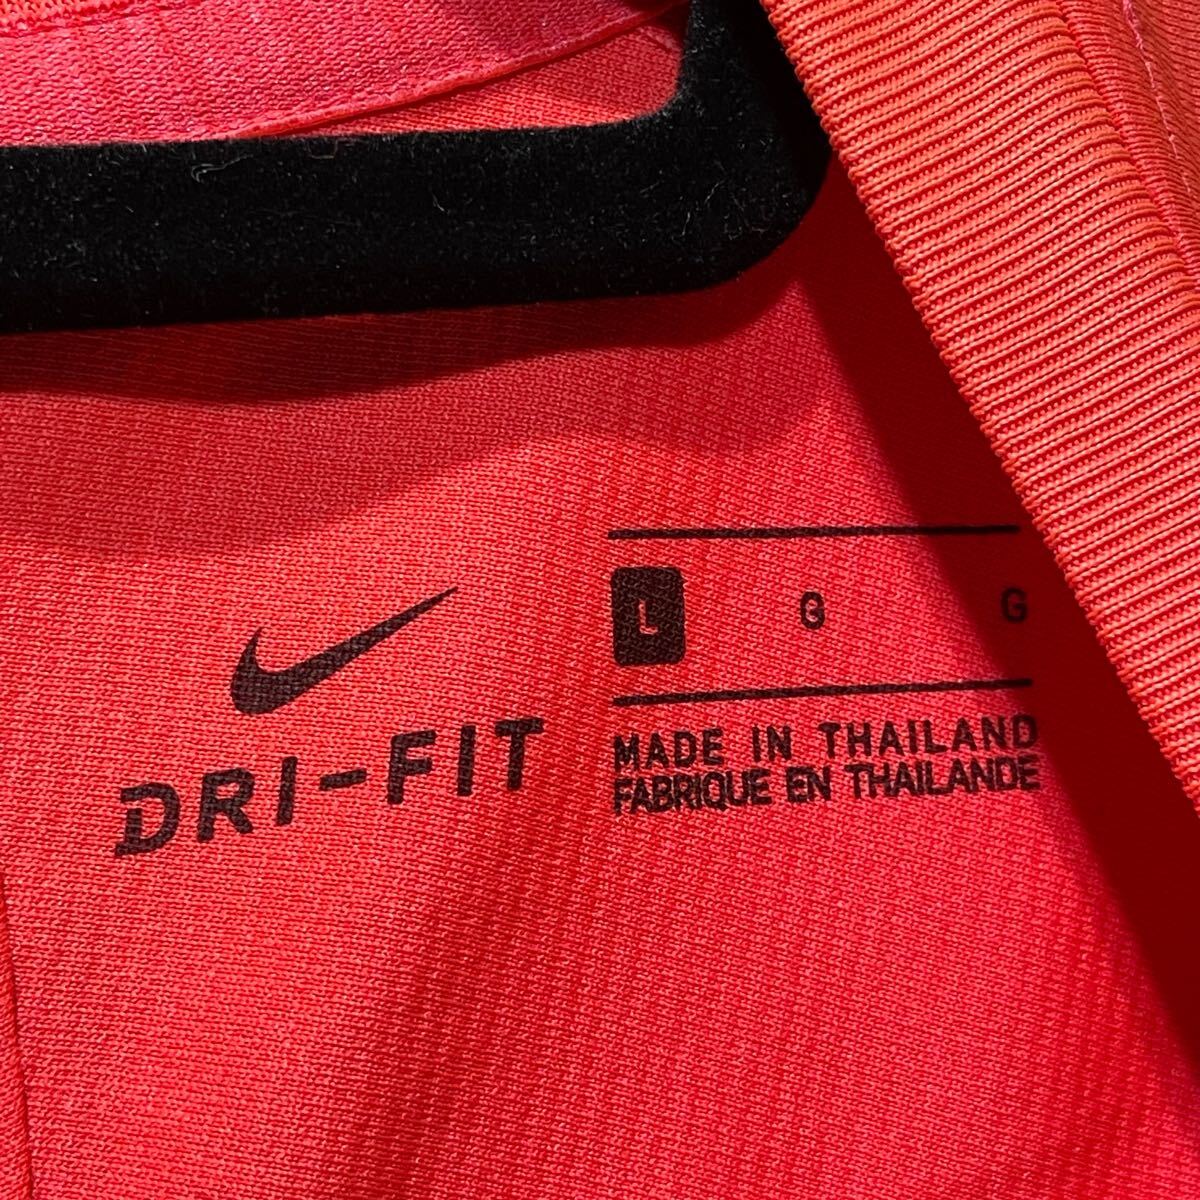 DRI-FIT
L G G
MADE IN THAILAND
FABRIQUE EN THAILANDE